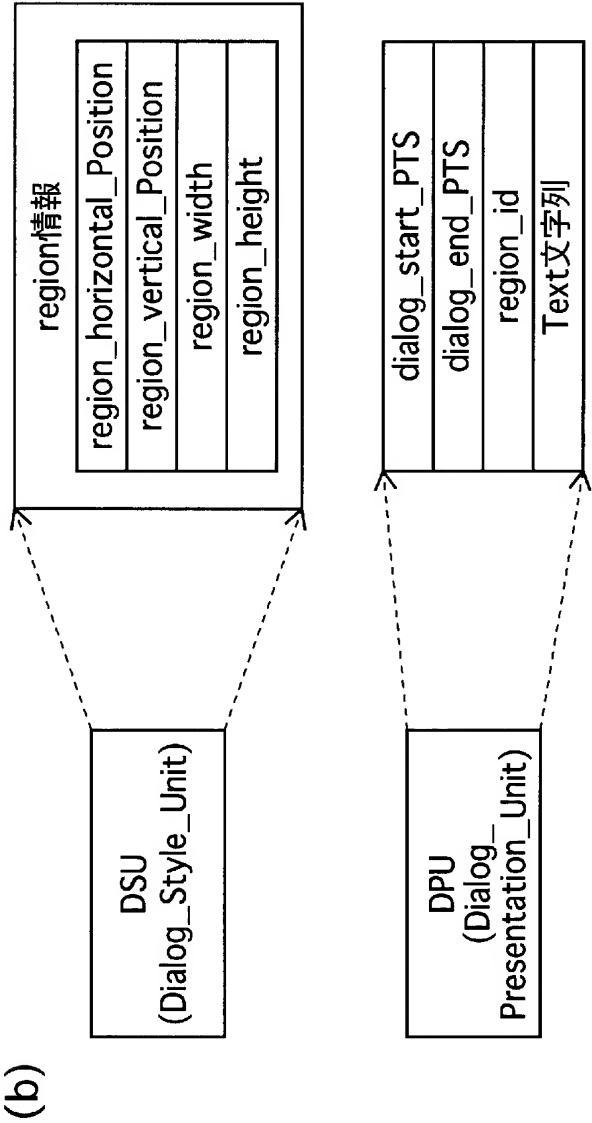 (b)
DSU
(Dialog_Style_Unit)
region情報
region_horizontal_Position
region_vertical_Position
region_width
region_height
DPU
(Dialog_
Presentation_Unit)
dialog_start_PTS
dialog_end_PTS
region_id
Text文字列